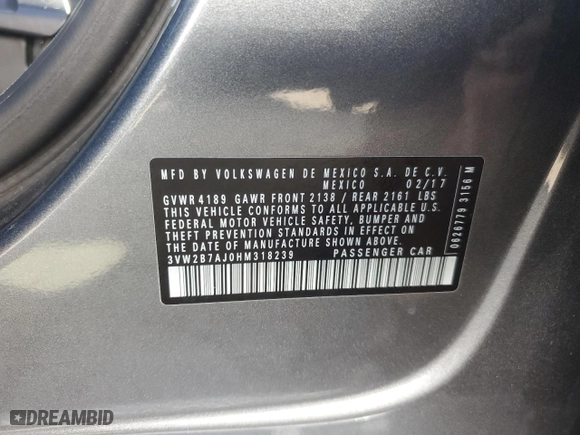 MFD BY VOLKSWAGEN DE MEXICO S.A. DE C.V.
MEXICO 02/17
GVWR 4189 GAWR FRONT 2138 / REAR 2161 LBS
THIS VEHICLE CONFORMS TO ALL APPLICABLE U.S.
FEDERAL MOTOR VEHICLE SAFETY, BUMPER AND
THEFT PREVENTION STANDARDS IN EFFECT ON
THE DATE OF MANUFACTURE SHOWN ABOVE
3VW2B7AJ0HM318239 PASSENGER CAR
0626779 3156 M
DREAMBID